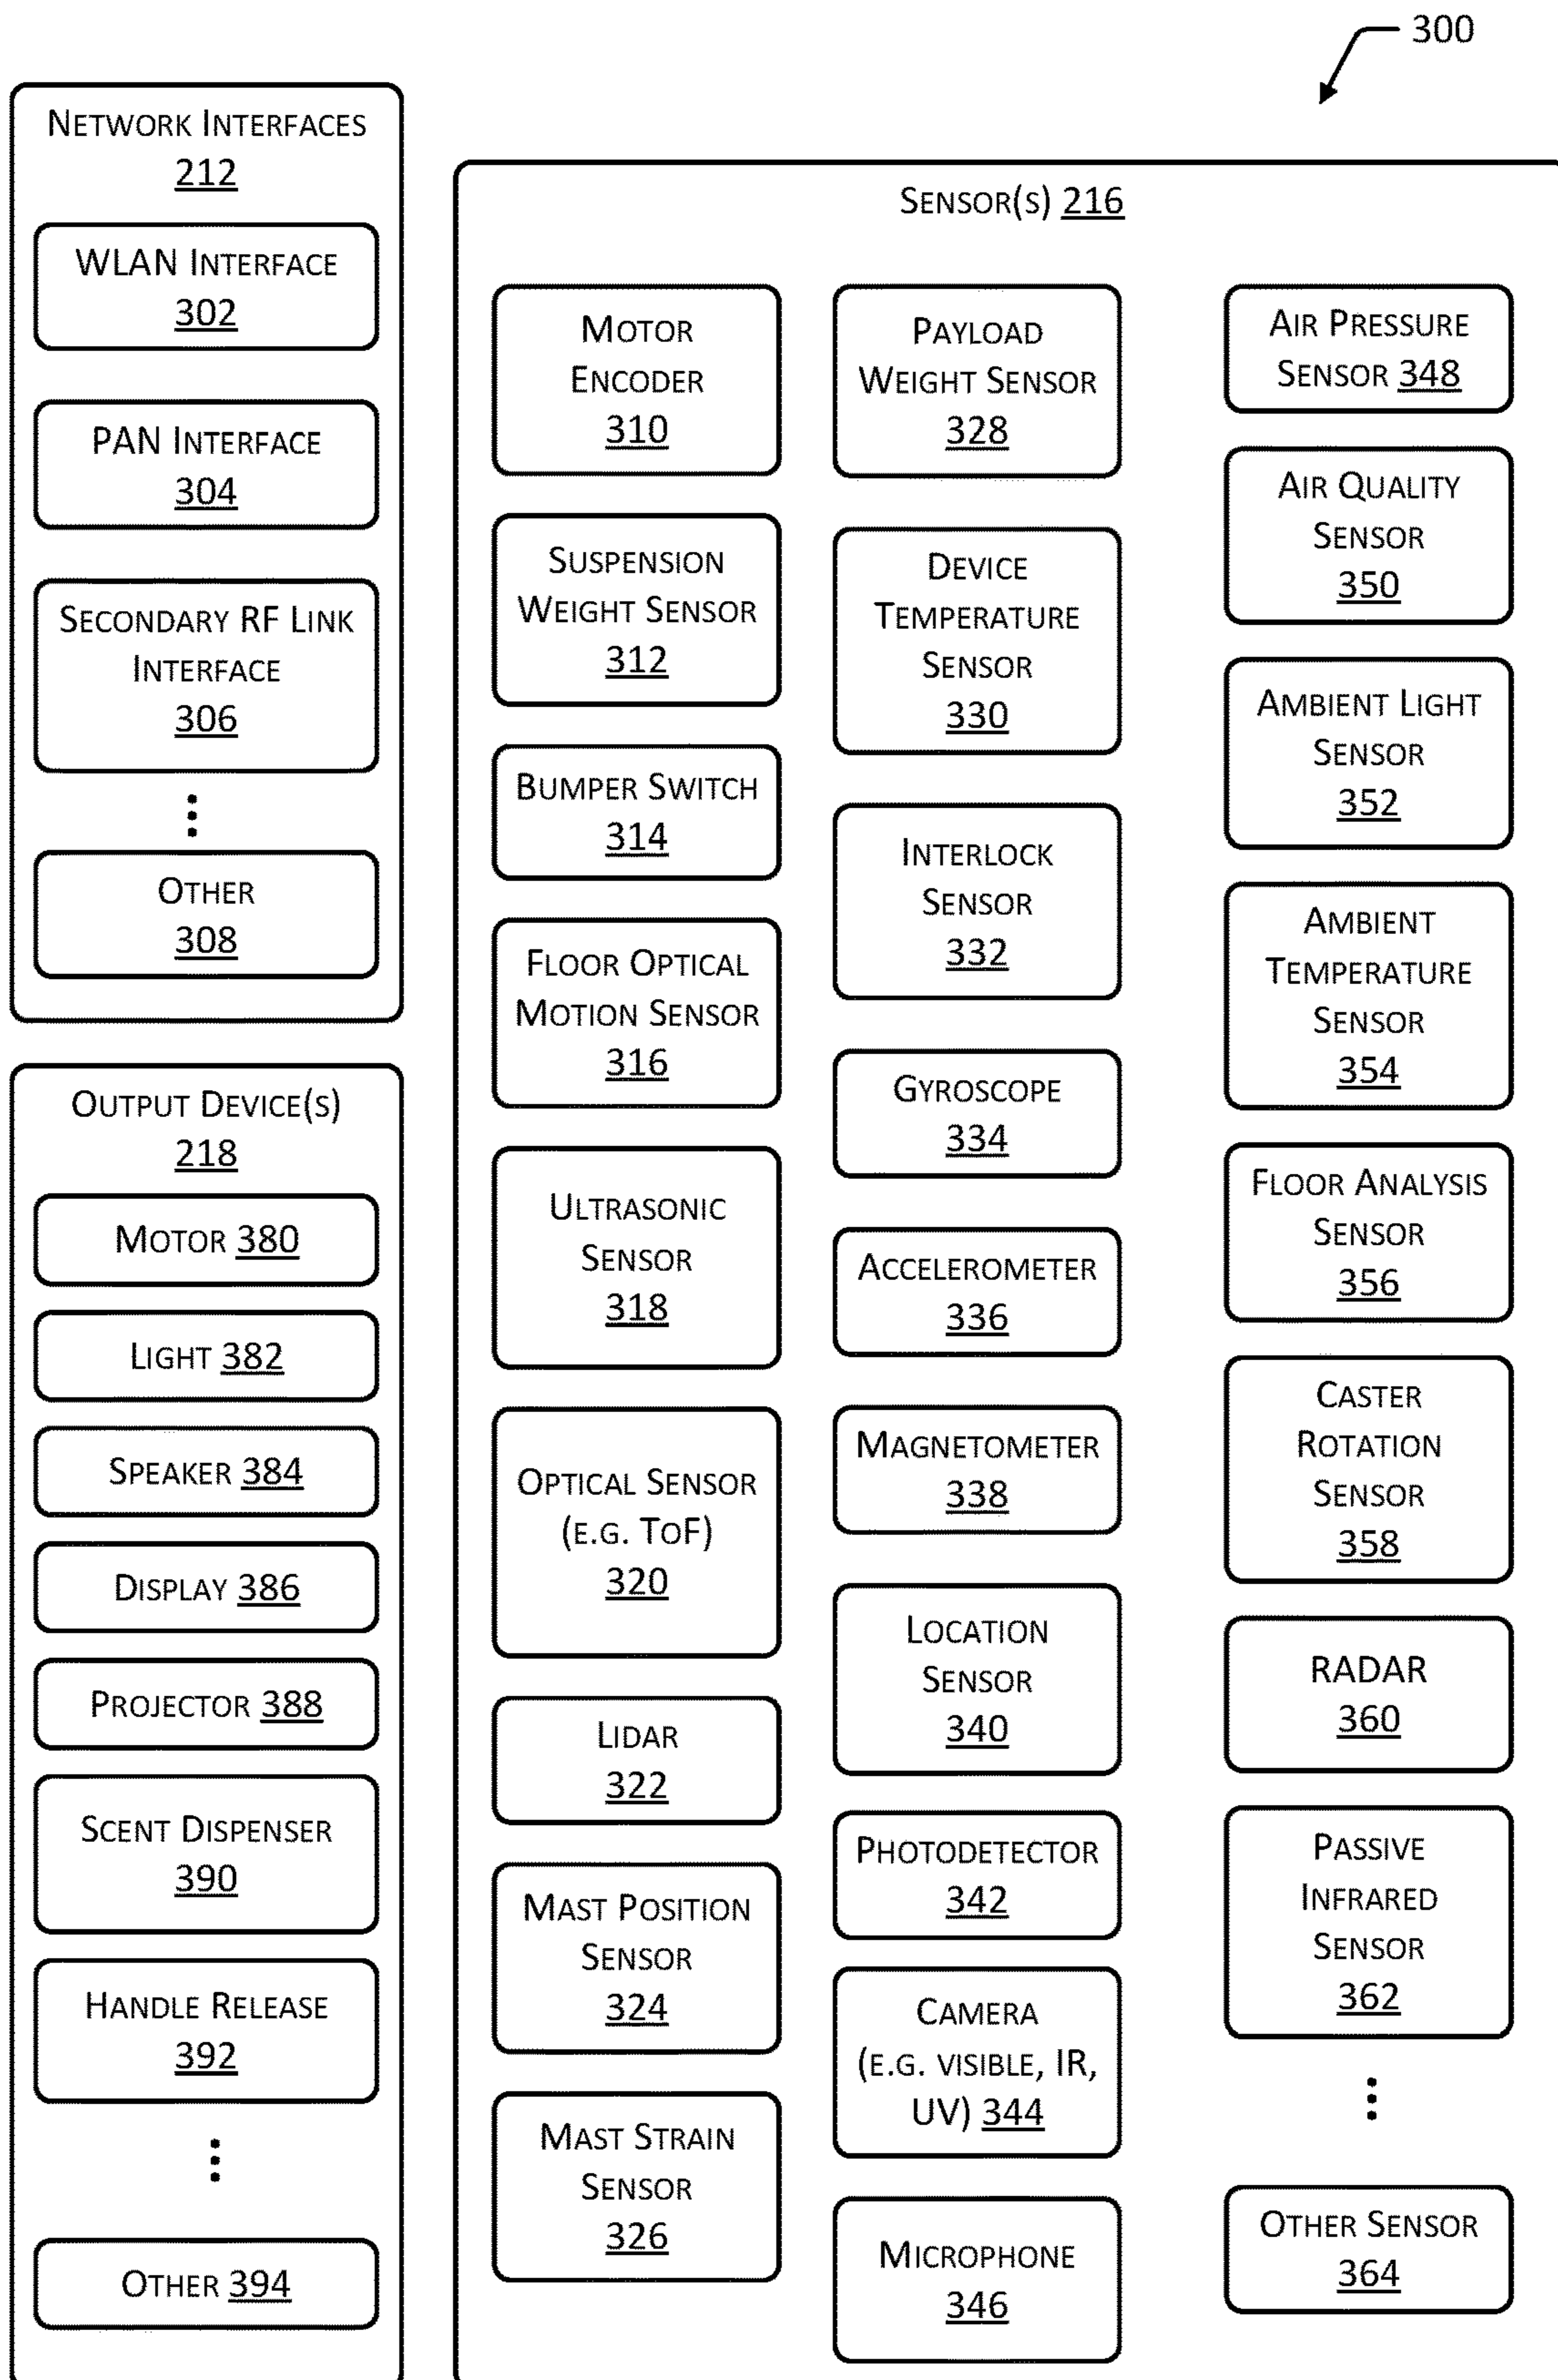 300
NETWORK INTERFACES
212
WLAN INTERFACE
302
PAN INTERFACE
304
SECONDARY RF LINK
INTERFACE
306
OTHER
308
OUTPUT DEVICE(S)
218
MOTOR 380
LIGHT 382
SPEAKER 384
DISPLAY 386
PROJECTOR 388
SCENT DISPENSER
390
HANDLE RELEASE
392
OTHER 394
SENSOR(S) 216
MOTOR
ENCODER
310
SUSPENSION
WEIGHT SENSOR
312
BUMPER SWITCH
314
FLOOR OPTICAL
MOTION SENSOR
316
ULTRASONIC
SENSOR
318
OPTICAL SENSOR
(E.G. TOF)
320
LIDAR
322
MAST POSITION
SENSOR
324
MAST STRAIN
SENSOR
326
PAYLOAD
WEIGHT SENSOR
328
DEVICE
TEMPERATURE
SENSOR
330
INTERLOCK
SENSOR
332
GYROSCOPE
334
ACCELEROMETER
336
MAGNETOMETER
338
LOCATION
SENSOR
340
PHOTODETECTOR
342
CAMERA
(E.G. VISIBLE, IR,
UV) 344
MICROPHONE
346
AIR PRESSURE
SENSOR 348
AIR QUALITY
SENSOR
350
AMBIENT LIGHT
SENSOR
352
AMBIENT
TEMPERATURE
SENSOR
354
FLOOR ANALYSIS
SENSOR
356
CASTER
ROTATION
SENSOR
358
RADAR
360
PASSIVE
INFRARED
SENSOR
362
OTHER SENSOR
364